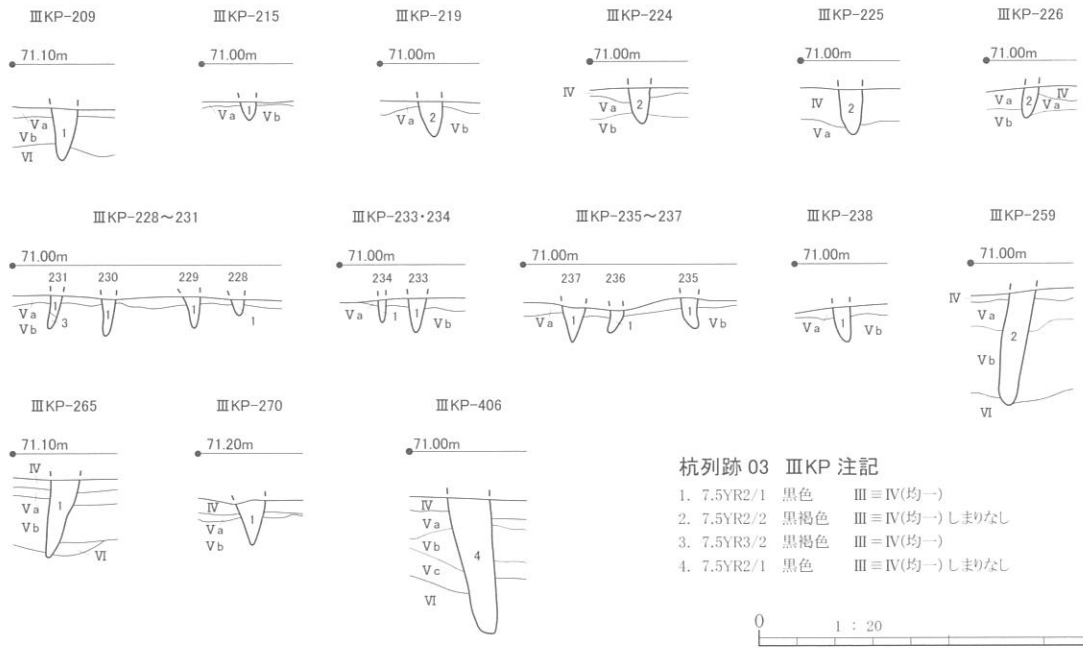 ⅢKP-209 ⅢKP-215 ⅢKP-219 ⅢKP-224 ⅢKP-225 ⅢKP-226
71.10m 71.00m 71.00m 71.00m 71.00m 71.00m
Ⅴa Ⅴb Ⅵ 1
Ⅴa 1 Ⅴb
Ⅴa 2 Ⅴb
Ⅳ Ⅴa Ⅴb 2
Ⅳ Ⅴa 2
Ⅴa Ⅴb 2 Ⅳ Ⅴa
ⅢKP-228~231 ⅢKP-233・234 ⅢKP-235~237 ⅢKP-238 ⅢKP-259
71.00m 71.00m 71.00m 71.00m 71.00m
231 230 229 228
Ⅴa Ⅴb 1 3 1 1 1
234 233
Ⅴa 1 1 Ⅴb
237 236 235
Ⅴa 1 1 1 Ⅴb
Ⅴa 1 Ⅴb
Ⅳ Ⅴa Ⅴb Ⅵ 2
ⅢKP-265 ⅢKP-270 ⅢKP-406
71.10m 71.20m 71.00m
Ⅳ Ⅴa Ⅴb 1 Ⅵ
Ⅳ Ⅴa Ⅴb 1
Ⅳ Ⅴa Ⅴb Ⅴc Ⅵ 4
杭列跡 03 ⅢKP 注記
1. 7.5YR2/1 黒色 Ⅲ≡Ⅳ(均一)
2. 7.5YR2/2 黒褐色 Ⅲ≡Ⅳ(均一)しまりなし
3. 7.5YR3/2 黒褐色 Ⅲ≡Ⅳ(均一)
4. 7.5YR2/1 黒色 Ⅲ≡Ⅳ(均一)しまりなし
0 1 : 20